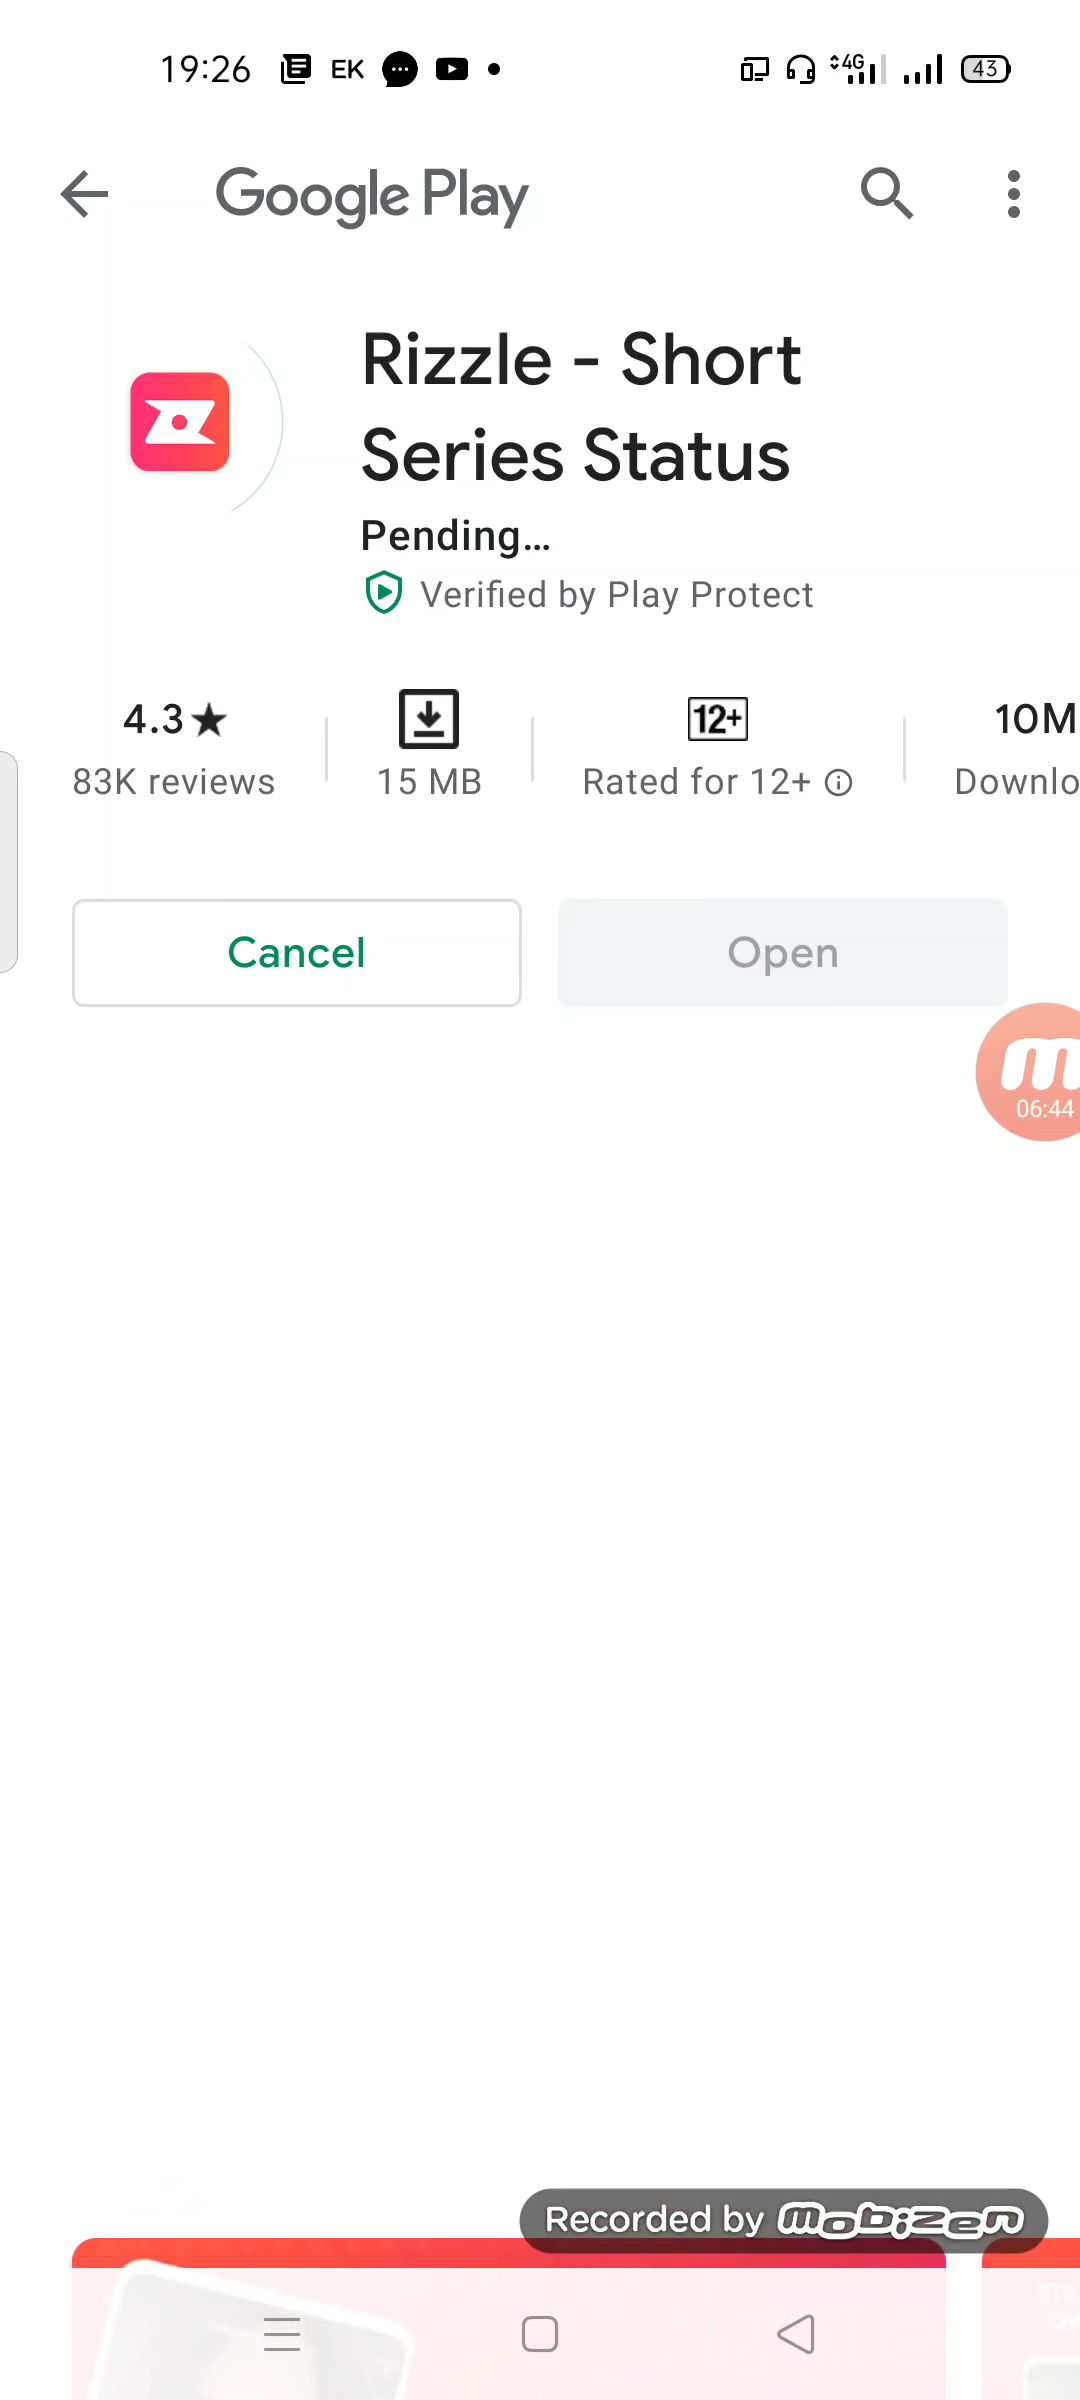 19:26 EK 4G 43
Google Play
Rizzle - Short
Series Status
Pending...
Verified by Play Protect
4.3★ 12+ 10M
83K reviews 15 MB Rated for 12+ Downlo
Cancel Open
m
06:44
Recorded by mobizen